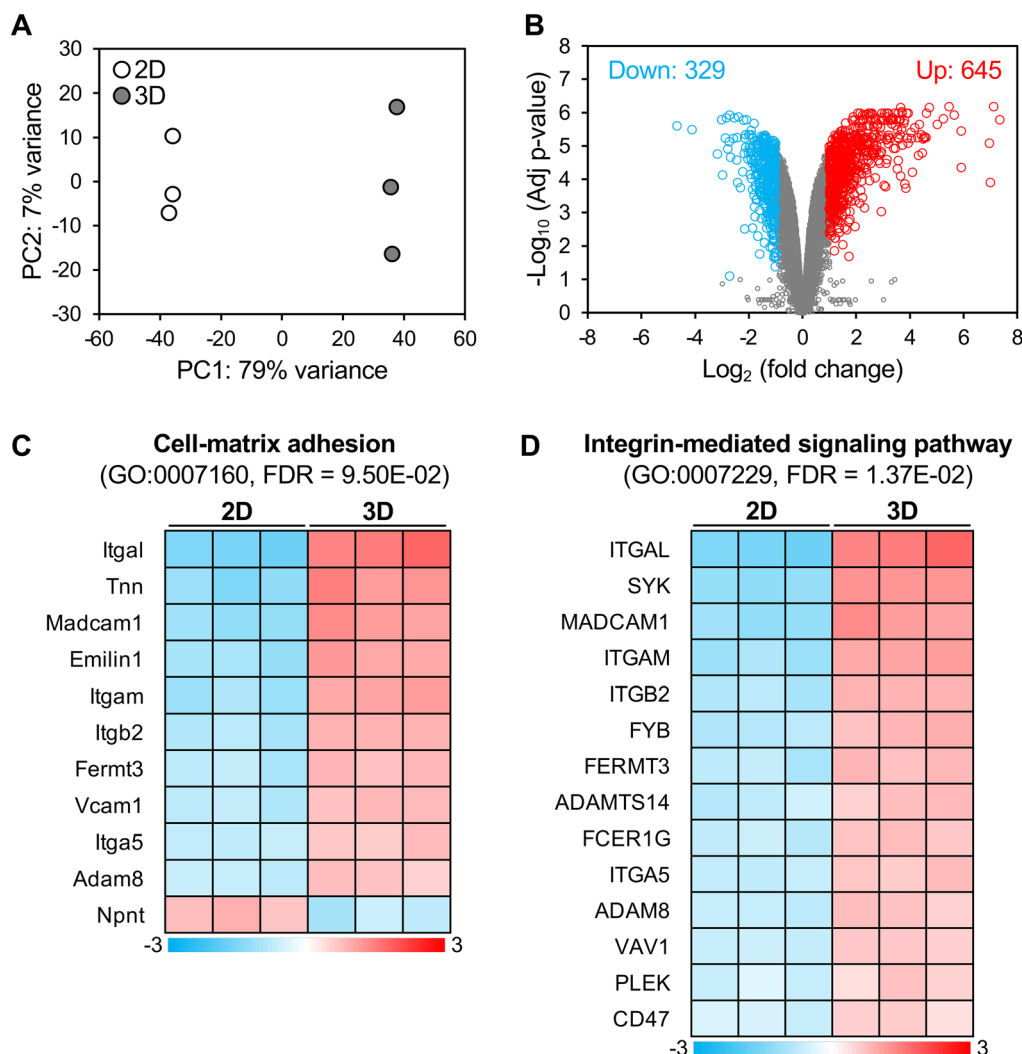 A
30
20
10
0
-10
-20
-30
PC2: 7% variance
2D
3D
-60
-40
-20
0
20
40
60
PC1: 79% variance
B
8
7
6
5
4
3
2
1
0
-Log10 (Adj p-value)
Down: 329
Up: 645
-8
-6
-4
-2
0
2
4
6
8
Log2 (fold change)
C
Cell-matrix adhesion
(GO:0007160, FDR = 9.50E-02)
2D
3D
Itgal
Tnn
Madcam1
Emilin1
Itgam
Itgb2
Fermt3
Vcam1
Itga5
Adam8
Npnt
-3
3
D
Integrin-mediated signaling pathway
(GO:0007229, FDR = 1.37E-02)
2D
3D
ITGAL
SYK
MADCAM1
ITGAM
ITGB2
FYB
FERMT3
ADAMTS14
FCER1G
ITGA5
ADAM8
VAV1
PLEK
CD47
-3
3